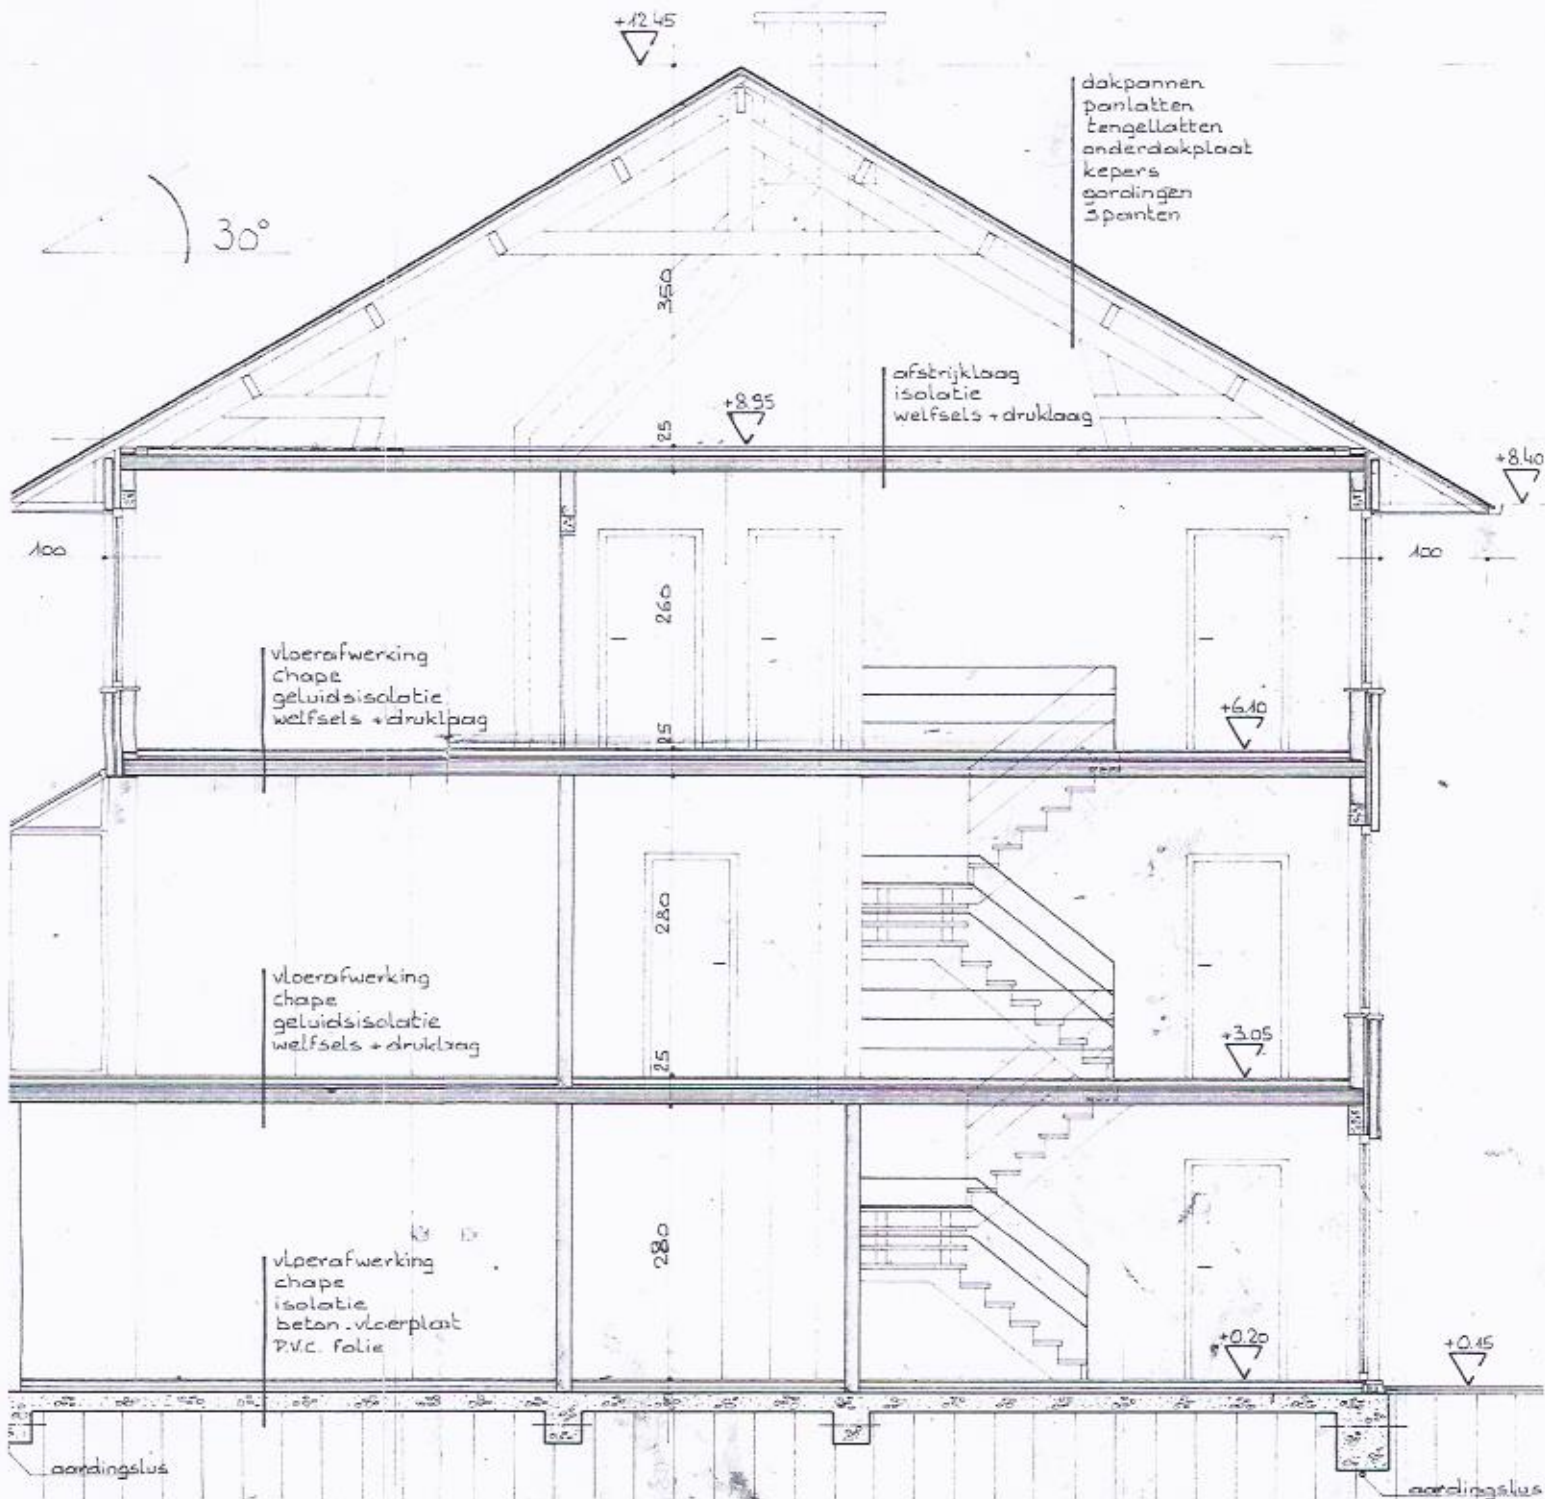 +12.45
dakpannen
panlatten
tengellatten
onderdakplaat
kepers
gordingen
spanten
30°
350
afstrijklaag
isolatie
welfsels + druklaag
+8.95
25
+8.40
100
100
260
vloerafwerking
chape
geluidsisolatie
welfsels + druklaag
+6.10
25
280
vloerafwerking
chape
geluidsisolatie
welfsels + druklaag
+3.05
25
280
vloerafwerking
chape
isolatie
beton.vloerplaat
P.V.C. folie
+0.20
+0.15
aardingslus
aardingslus